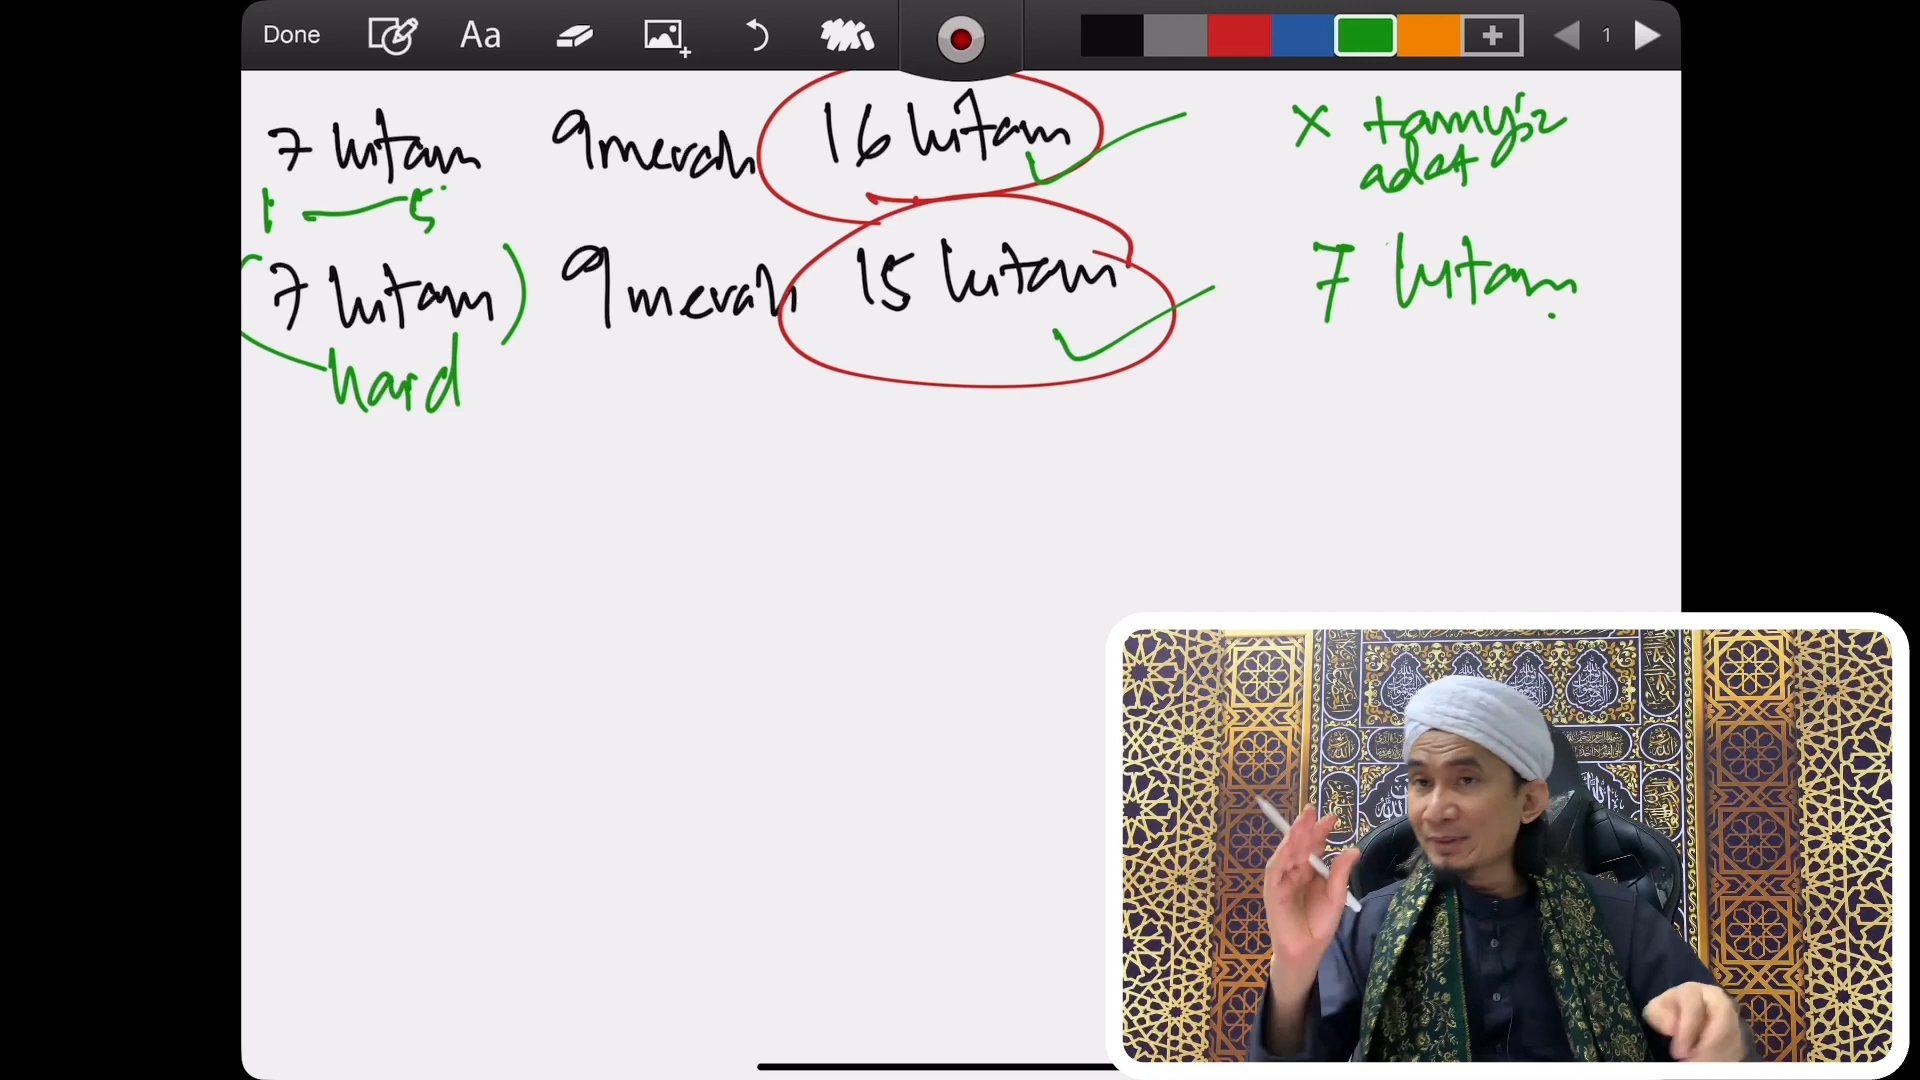 Done Aa 1
7 hitam 9 merah 16 hitam x tamyiz
adat
1 5
(7 hitam) 9 merah 15 hitam 7 hitam.
haid